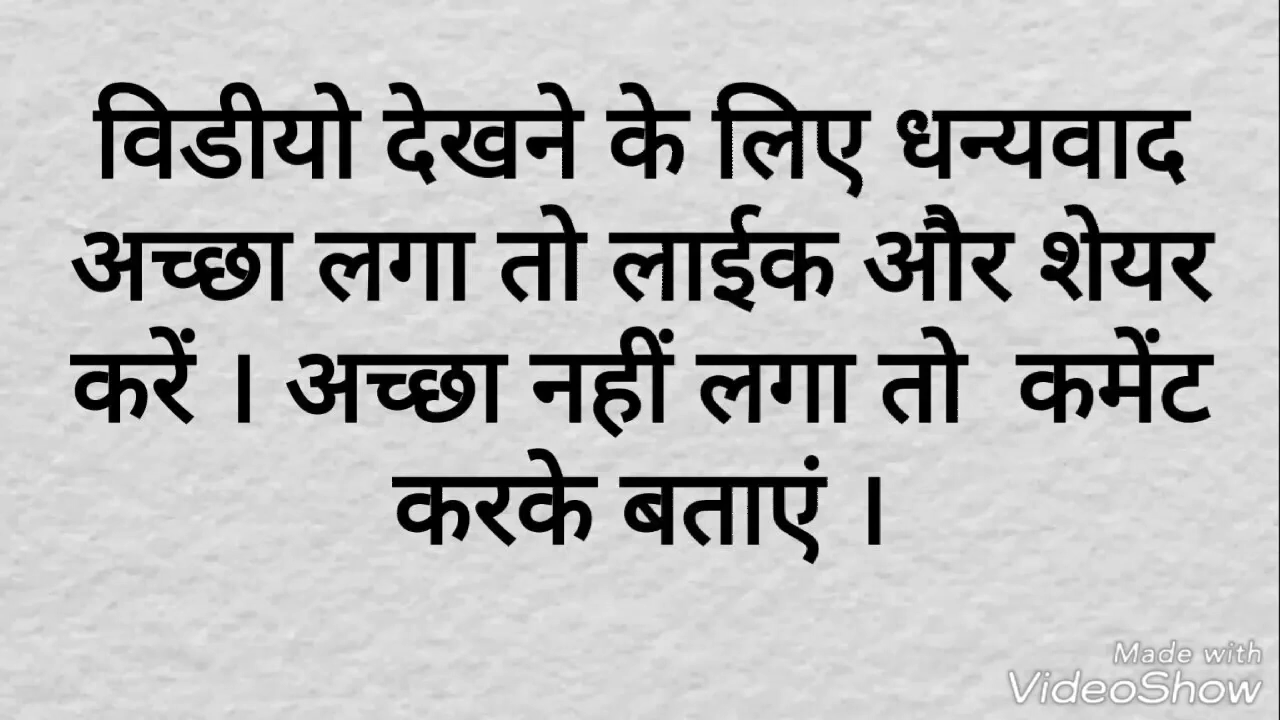 विडीयो देखने के लिए धन्यवाद
अच्छा लगा तो लाईक और शेयर
करें । अच्छा नहीं लगा तो कमेंट
करके बताएं ।
Made with
VideoShow